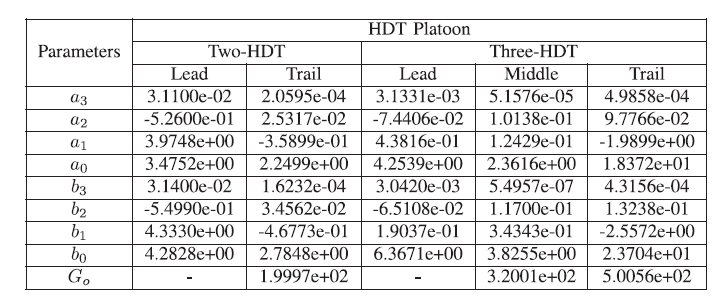 HDT Platoon
Parameters Two-HDT Three-HDT
Lead Trail Lead Middle Trail
a3 3.1100e-02 2.0595e-04 3.1331e-03 5.1576e-05 4.9858e-04
a2 -5.2600e-01 2.5317e-02 -7.4406e-02 1.0138e-01 9.7766e-02
a1 3.9748e+00 -3.5899e-01 4.3816e-01 1.2429e-01 -1.9899e+00
a0 3.4752e+00 2.2499e+00 4.2539e+00 2.3616e+00 1.8372e+01
b3 3.1400e-02 1.6232e-04 3.0420e-03 5.4957e-07 4.3156e-04
b2 -5.4990e-01 3.4562e-02 -6.5108e-02 1.1700e-01 1.3238e-01
b1 4.3330e+00 -4.6773e-01 1.9037e-01 3.4343e-01 -2.5572e+00
b0 4.2828e+00 2.7848e+00 6.3671e+00 3.8255e+00 2.3704e+01
Go - 1.9997e+02 - 3.2001e+02 5.0056e+02